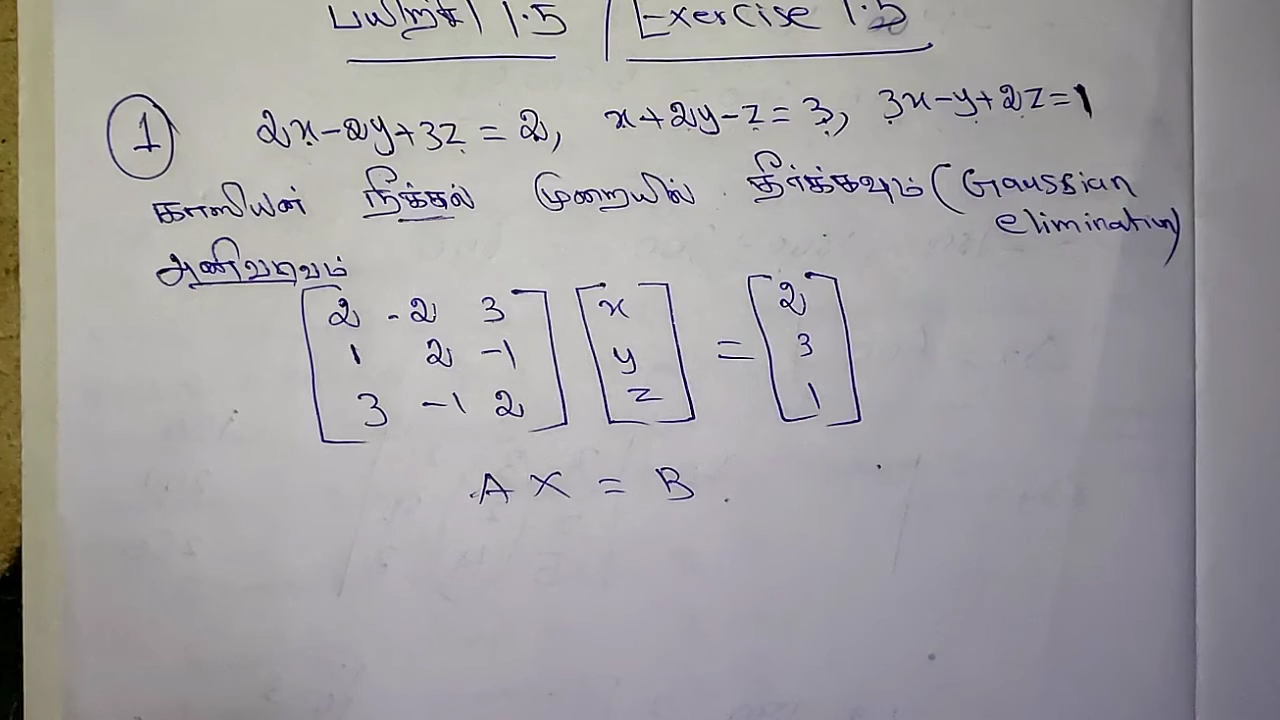 பயிற்சி 1.5 / Exercise 1.5
1 2x-2y+3z=2, x+2y-z=3, 3x-y+2z=1
காஸியன் நீக்கல் முறையில் தீர்க்கவும் (Gaussian
elimination)
அணிவடிவம்
[2 -2 3] [x] = [2]
[1 2 -1] [y] [3]
[3 -1 2] [z] [1]
AX = B.